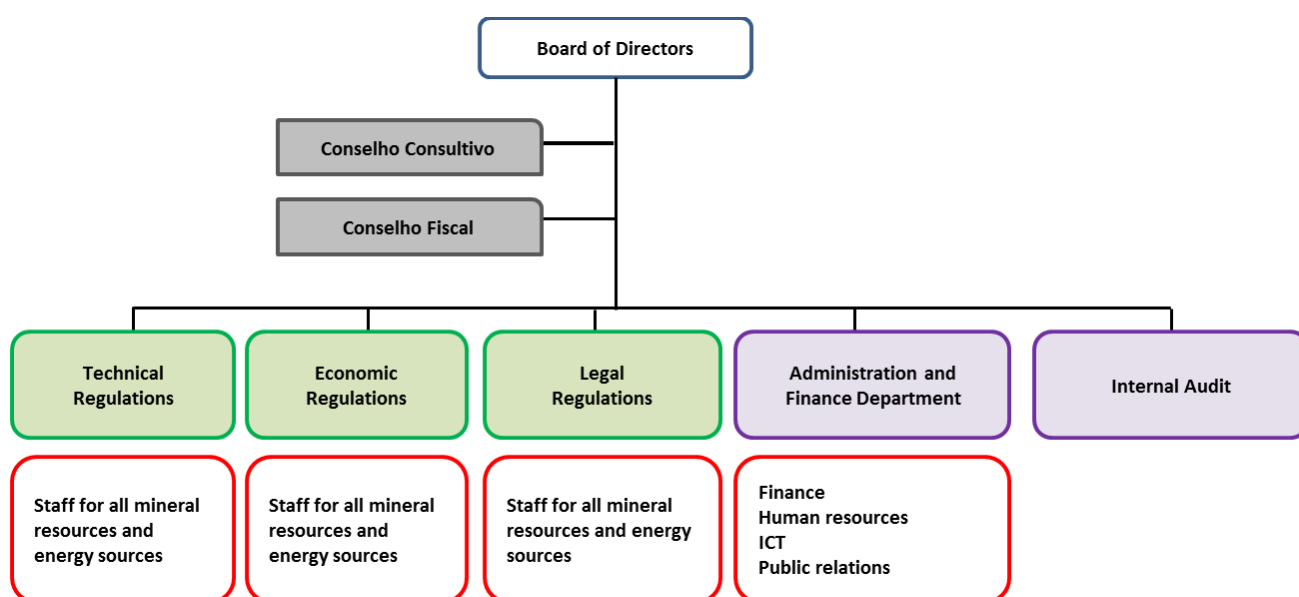 Board of Directors
Conselho Consultivo
Conselho Fiscal
Technical
Regulations
Economic
Regulations
Legal
Regulations
Administration and
Finance Department
Internal Audit
Staff for all mineral
resources and
energy sources
Staff for all mineral
resources and
energy sources
Staff for all mineral
resources and energy
sources
Finance
Human resources
ICT
Public relations